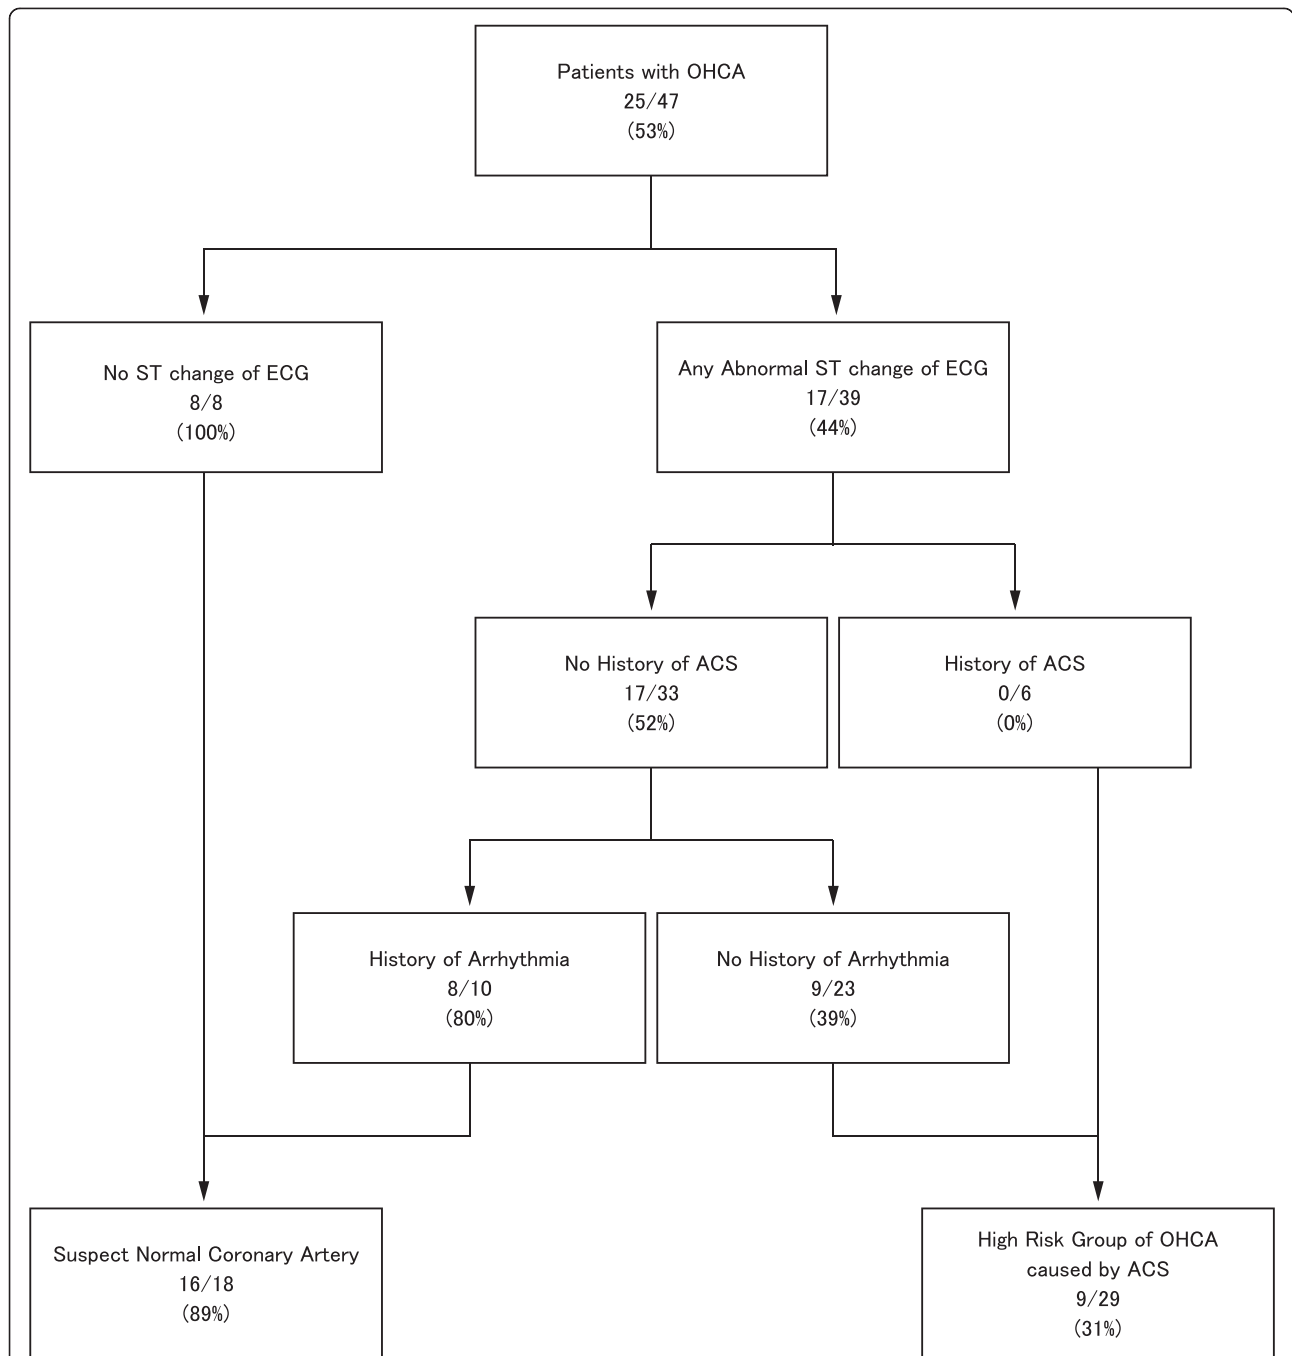 Patients with OHCA
25/47
(53%)
No ST change of ECG
8/8
(100%)
Any Abnormal ST change of ECG
17/39
(44%)
No History of ACS
17/33
(52%)
History of ACS
0/6
(0%)
History of Arrhythmia
8/10
(80%)
No History of Arrhythmia
9/23
(39%)
Suspect Normal Coronary Artery
16/18
(89%)
High Risk Group of OHCA
caused by ACS
9/29
(31%)